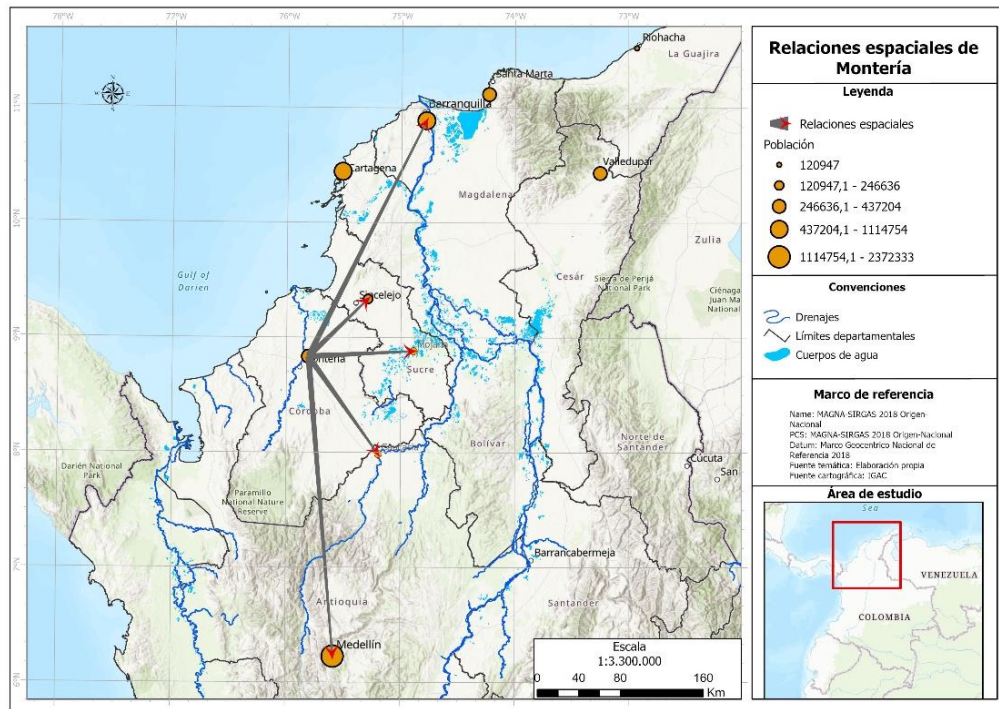 78°W
77°W
76°W
75°W
74°W
73°W
11°N
10°N
9°N
8°N
7°N
6°N
Riohacha
La Guajira
Santa Marta
Barranquilla
Cartagena
Valledupar
Magdalena
Zulia
Gulf of
Darien
Cesár
Sierra de Perijá
National Park
Ciénaga
Juan Ma
National
Sincelejo
Mojana
Montería
Sucre
Córdoba
Bolívar
Norte de
Santander
Darién National
Park
Cúcuta
San
Paramillo
National Nature
Reserve
Barrancabermeja
Antioquia
Santander
Medellín
Escala
1:3.300.000
0 40 80 160
Km
Relaciones espaciales de
Montería
Leyenda
Relaciones espaciales
Población
120947
120947,1 - 246636
246636,1 - 437204
437204,1 - 1114754
1114754,1 - 2372333
Convenciones
Drenajes
Límites departamentales
Cuerpos de agua
Marco de referencia
Name: MAGNA-SIRGAS 2018 Origen-
Nacional
PCS: MAGNA-SIRGAS 2018 Origen-Nacional
Datum: Marco Geocentrico Nacional de
Referencia 2018
Fuente temática: Elaboración propia
Fuente cartográfica: IGAC
Área de estudio
Sea
VENEZUELA
COLOMBIA